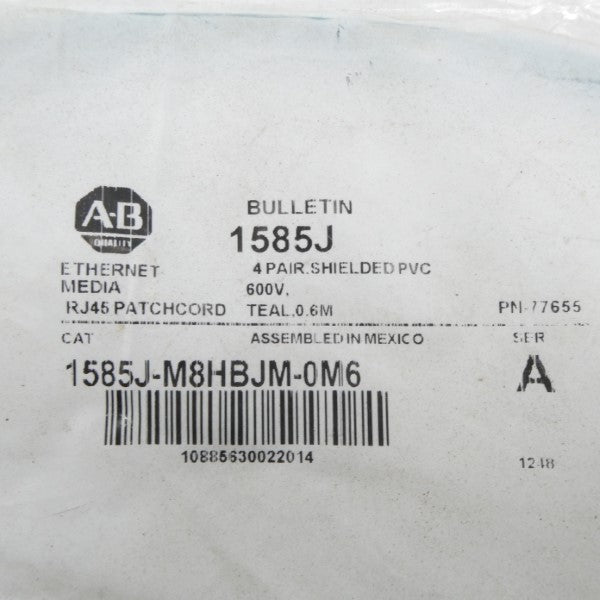 A-B
QUALITY
BULLETIN
1585J
ETHERNET 4 PAIR.SHIELDED PVC
MEDIA 600V,
RJ45 PATCHCORD TEAL,0.6M PN-77655
CAT ASSEMBLED IN MEXICO SER
1585J-M8HBJM-0M6 A
10885630022014
1248